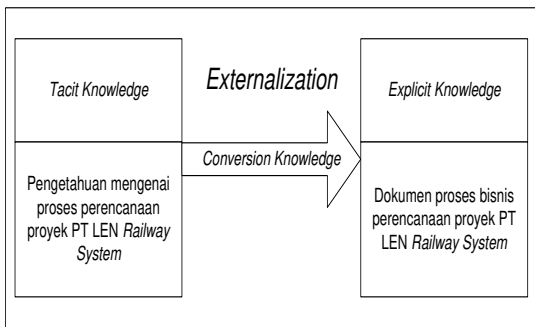 Tacit Knowledge
Pengetahuan mengenai
proses perencanaan
proyek PT LEN Railway
System
Externalization
Conversion Knowledge
Explicit Knowledge
Dokumen proses bisnis
perencanaan proyek PT
LEN Railway System